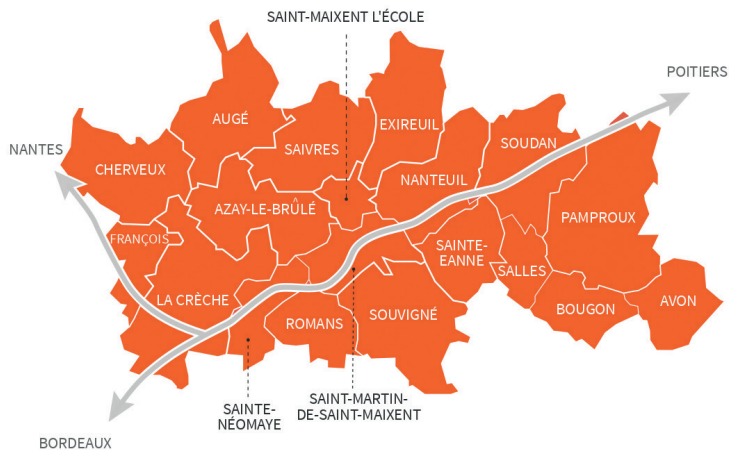 SAINT-MAIXENT L'ÉCOLE
POITIERS
AUGÉ
EXIREUIL
SOUDAN
NANTES
SAIVRES
CHERVEUX
NANTEUIL
AZAY-LE-BRÛLÉ
PAMPROUX
FRANÇOIS
SAINTE-
EANNE
SALLES
LA CRÈCHE
AVON
BOUGON
SOUVIGNÉ
ROMANS
SAINTE-
NÉOMAYE
SAINT-MARTIN-
DE-SAINT-MAIXENT
BORDEAUX